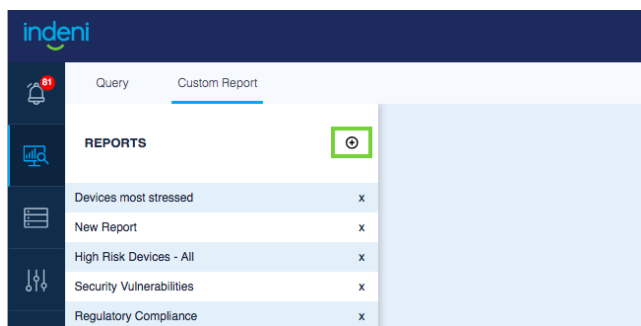 indeni
81
Query Custom Report
REPORTS
Devices most stressed x
New Report x
High Risk Devices - All x
Security Vulnerabilities x
Regulatory Compliance x